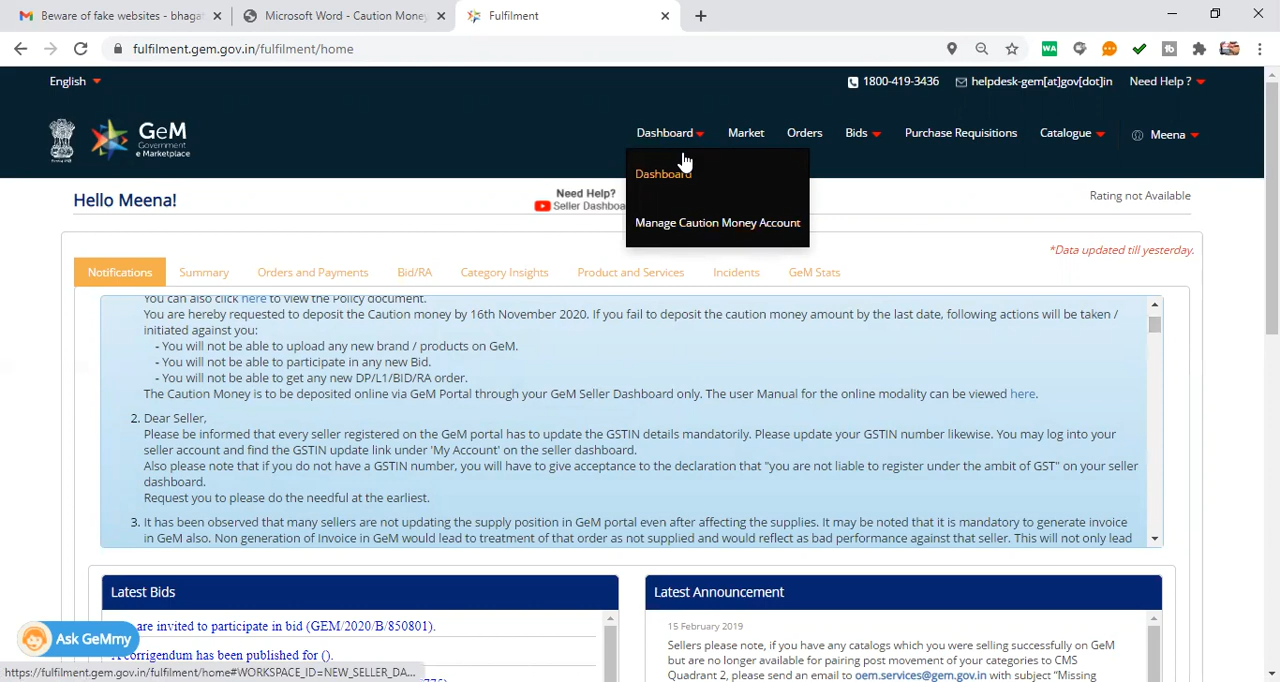 Beware of fake websites - bhaga
Microsoft Word - Caution Money
Fulfilment
fulfilment.gem.gov.in/fulfilment/home
WA
tb
English
1800-419-3436
helpdesk-gem[at]gov[dot]in
Need Help ?
GeM
Government
e Marketplace
Dashboard
Market
Orders
Bids
Purchase Requisitions
Catalogue
Meena
Dashboard
Manage Caution Money Account
Hello Meena!
Need Help?
Seller Dashboa
Rating not Available
*Data updated till yesterday.
Notifications
Summary
Orders and Payments
Bid/RA
Category Insights
Product and Services
Incidents
GeM Stats
You can also click here to view the Policy document.
You are hereby requested to deposit the Caution money by 16th November 2020. If you fail to deposit the caution money amount by the last date, following actions will be taken /
initiated against you:
- You will not be able to upload any new brand / products on GeM.
- You will not be able to participate in any new Bid.
- You will not be able to get any new DP/L1/BID/RA order.
The Caution Money is to be deposited online via GeM Portal through your GeM Seller Dashboard only. The user Manual for the online modality can be viewed here.
2. Dear Seller,
Please be informed that every seller registered on the GeM portal has to update the GSTIN details mandatorily. Please update your GSTIN number likewise. You may log into your
seller account and find the GSTIN update link under 'My Account' on the seller dashboard.
Also please note that if you do not have a GSTIN number, you will have to give acceptance to the declaration that "you are not liable to register under the ambit of GST" on your seller
dashboard.
Request you to please do the needful at the earliest.
3. It has been observed that many sellers are not updating the supply position in GeM portal even after affecting the supplies. It may be noted that it is mandatory to generate invoice
in GeM also. Non generation of Invoice in GeM would lead to treatment of that order as not supplied and would reflect as bad performance against that seller. This will not only lead
Latest Bids
are invited to participate in bid (GEM/2020/B/850801).
A corrigendum has been published for ().
Latest Announcement
15 February 2019
Sellers please note, if you have any catalogs which you were selling successfully on GeM
but are no longer available for pairing post movement of your categories to CMS
Quadrant 2, please send an email to oem.services@gem.gov.in with subject "Missing
Ask GeMmy
https://fulfilment.gem.gov.in/fulfilment/home#WORKSPACE_ID=NEW_SELLER_DA...